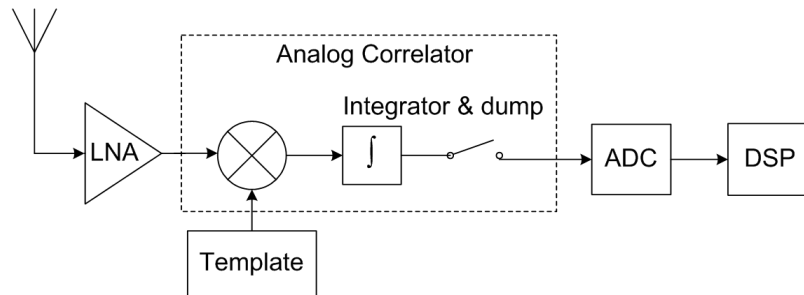 Analog Correlator
Integrator & dump
LNA
∫
ADC
DSP
Template